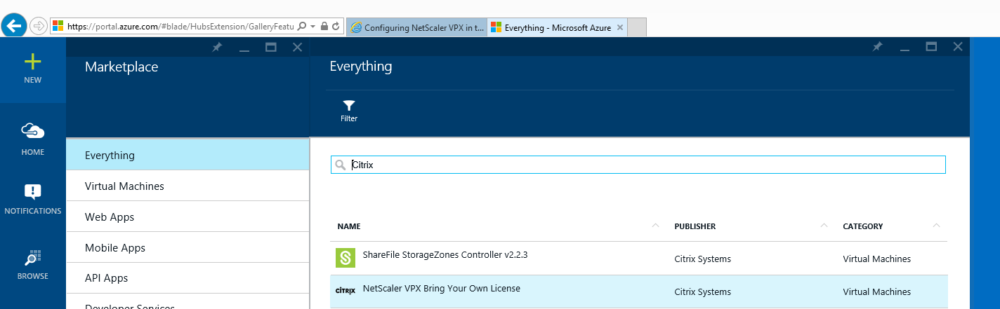 https://portal.azure.com/#blade/HubsExtension/GalleryFeatu
Configuring NetScaler VPX in t...
Everything - Microsoft Azure
NEW
HOME
NOTIFICATIONS
BROWSE
Marketplace
Everything
Virtual Machines
Web Apps
Mobile Apps
API Apps
Developer Services
Everything
Filter
Citrix
NAME PUBLISHER CATEGORY
ShareFile StorageZones Controller v2.2.3 Citrix Systems Virtual Machines
CITRIX NetScaler VPX Bring Your Own License Citrix Systems Virtual Machines